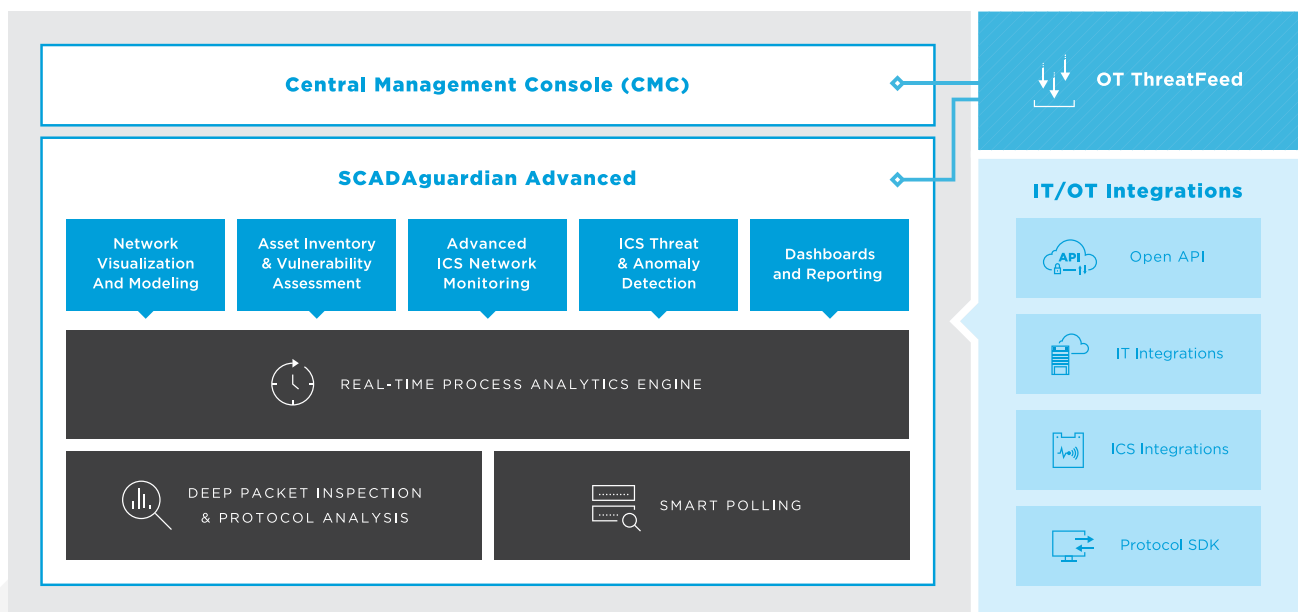 Central Management Console (CMC)
OT ThreatFeed
SCADAguardian Advanced
Network
Visualization
And Modeling
Asset Inventory
& Vulnerability
Assessment
Advanced
ICS Network
Monitoring
ICS Threat
& Anomaly
Detection
Dashboards
and Reporting
REAL-TIME PROCESS ANALYTICS ENGINE
DEEP PACKET INSPECTION
& PROTOCOL ANALYSIS
SMART POLLING
IT/OT Integrations
API
Open API
IT Integrations
ICS Integrations
Protocol SDK